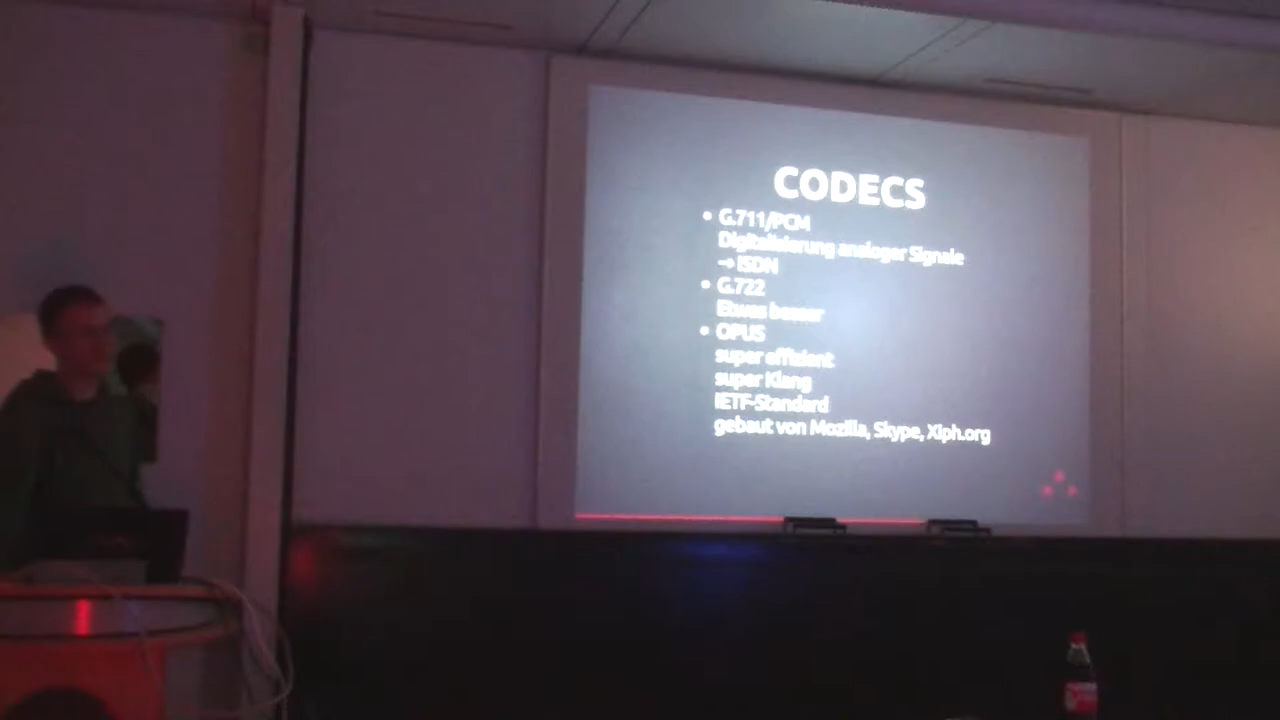 CODECS
• G.711/PCM
Digitalisierung analoger Signale
→ ISDN
• G.722
Etwas besser
• OPUS
super effizient
super Klang
IETF-Standard
gebaut von Mozilla, Skype, Xiph.org